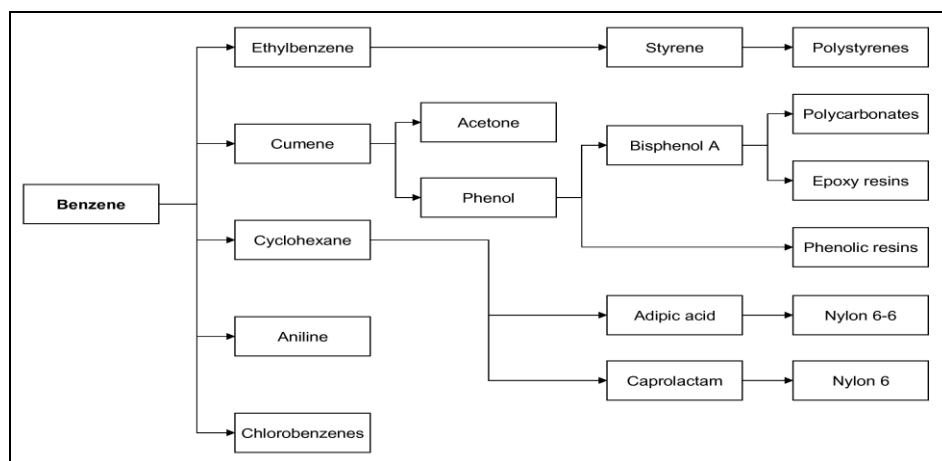 Ethylbenzene
Styrene
Polystyrenes
Polycarbonates
Acetone
Cumene
Bisphenol A
Epoxy resins
Phenol
Benzene
Cyclohexane
Phenolic resins
Adipic acid
Nylon 6-6
Aniline
Caprolactam
Nylon 6
Chlorobenzenes